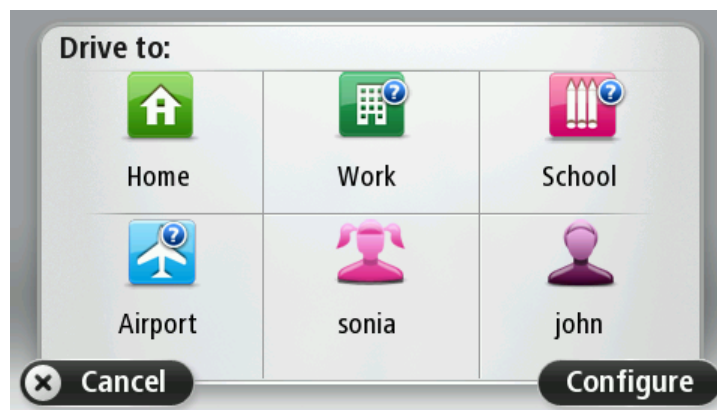 Drive to:
Home Work School
Airport sonia john
Cancel Configure